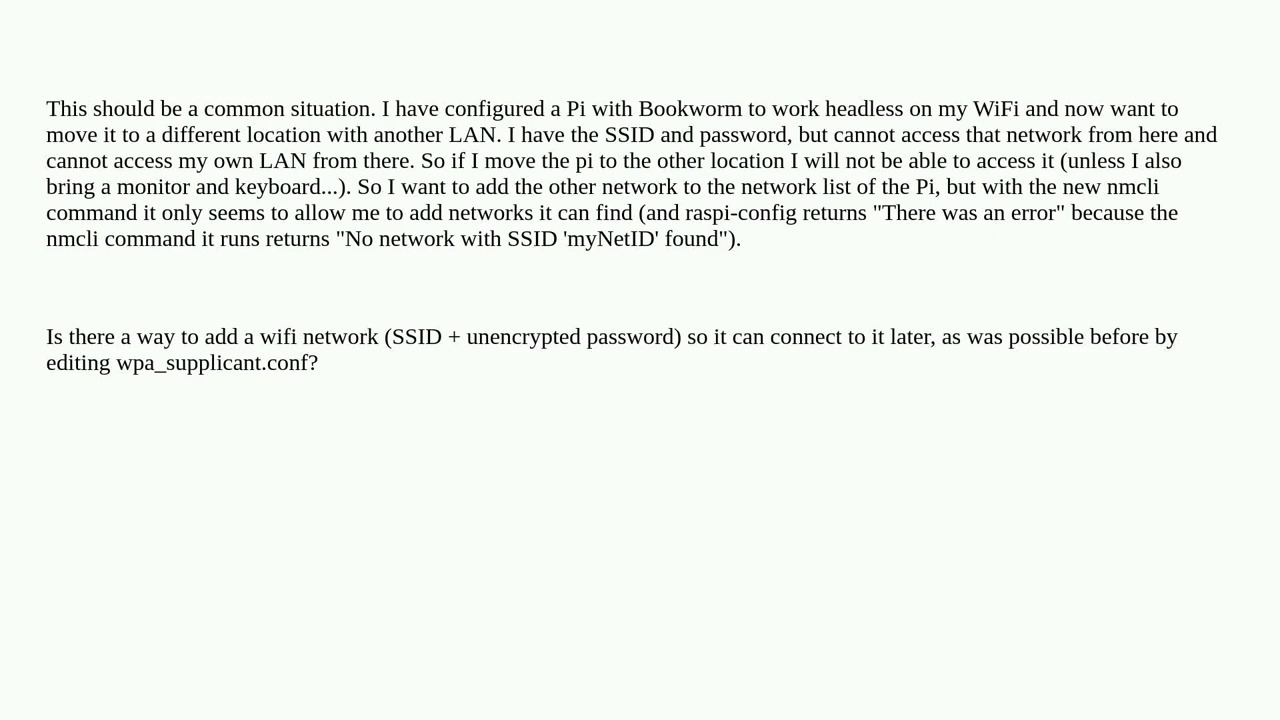 This should be a common situation. I have configured a Pi with Bookworm to work headless on my WiFi and now want to
move it to a different location with another LAN. I have the SSID and password, but cannot access that network from here and
cannot access my own LAN from there. So if I move the pi to the other location I will not be able to access it (unless I also
bring a monitor and keyboard...). So I want to add the other network to the network list of the Pi, but with the new nmcli
command it only seems to allow me to add networks it can find (and raspi-config returns "There was an error" because the
nmcli command it runs returns "No network with SSID 'myNetID' found").
Is there a way to add a wifi network (SSID + unencrypted password) so it can connect to it later, as was possible before by
editing wpa_supplicant.conf?